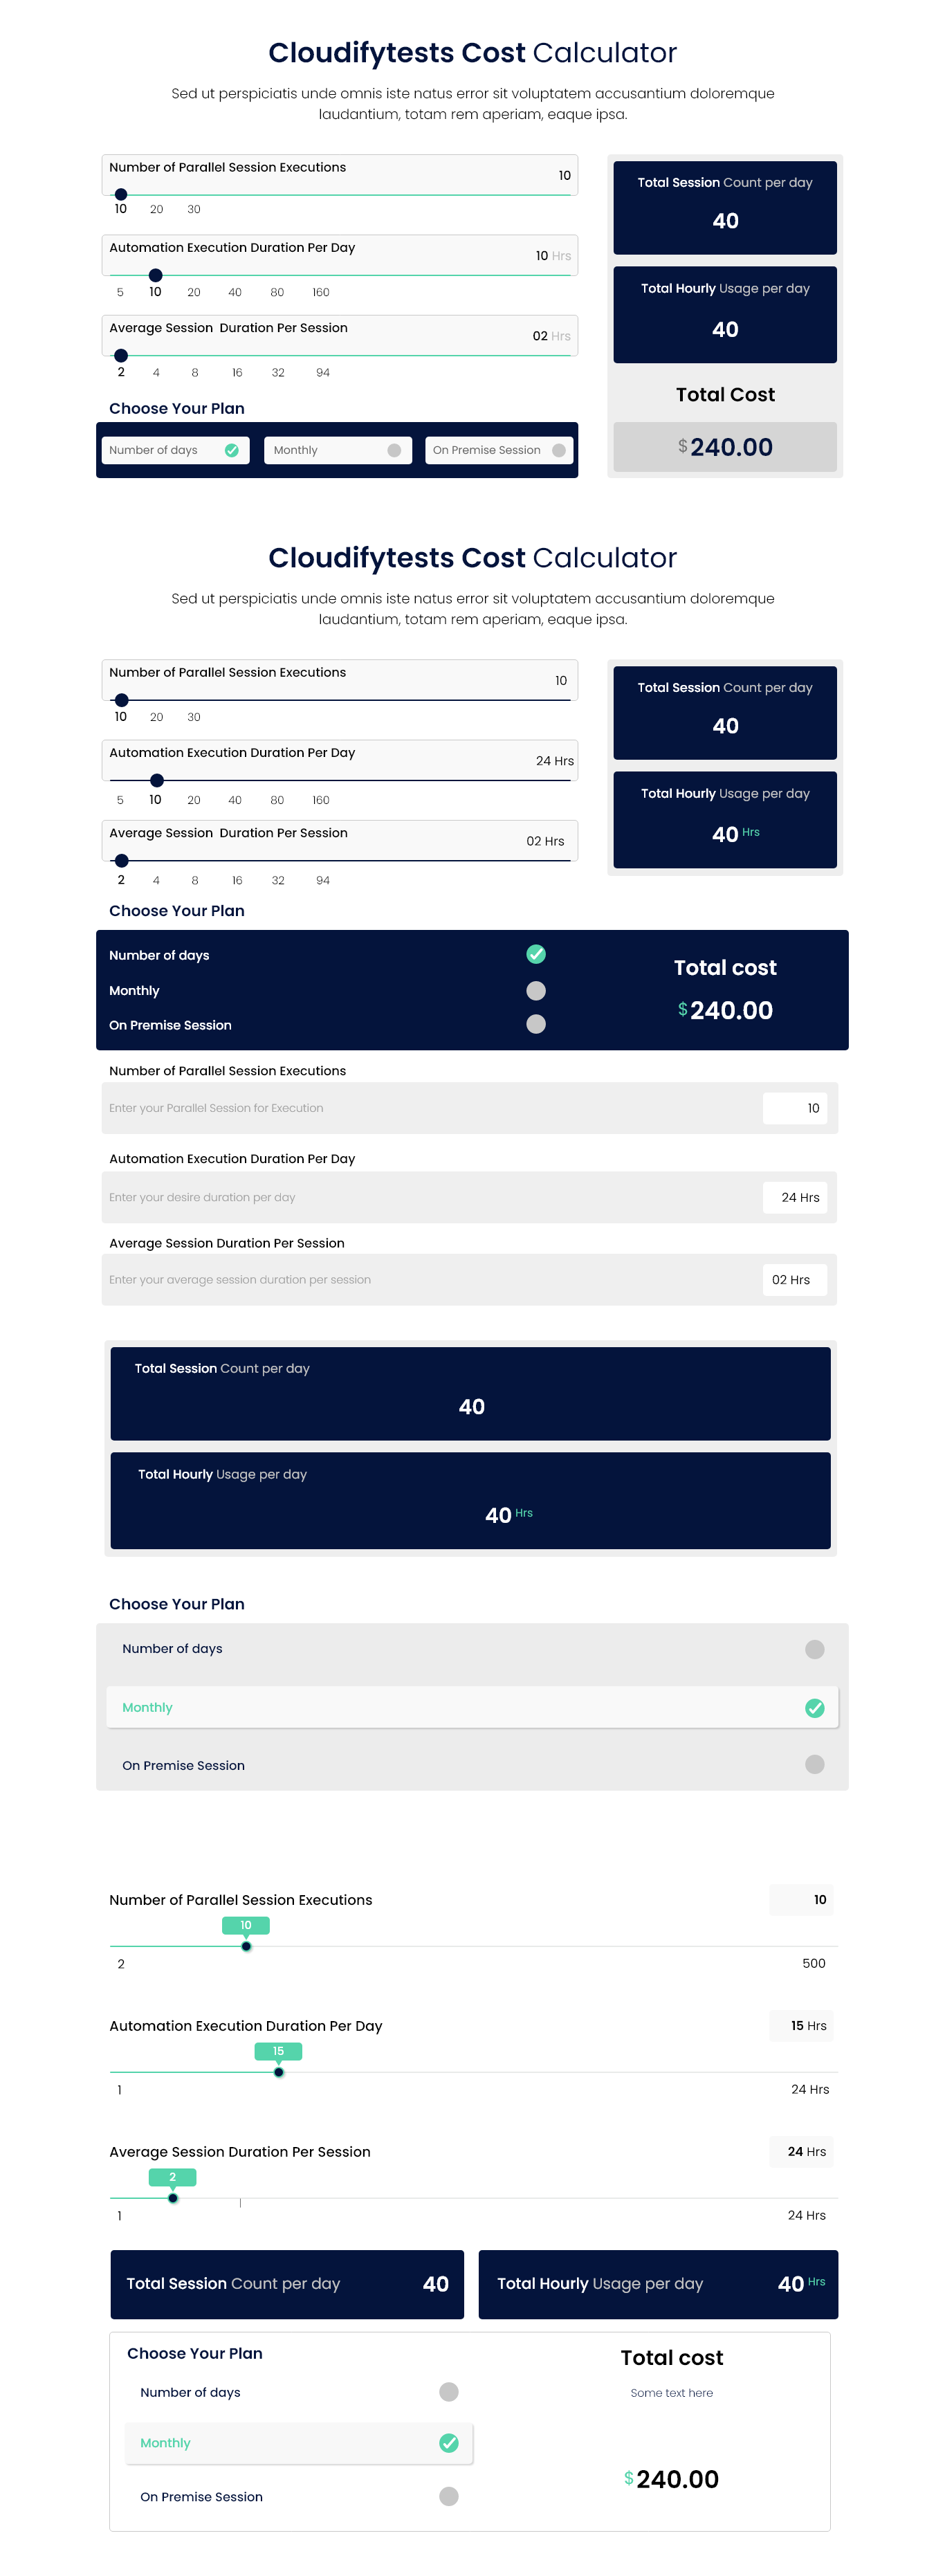 Cloudifytests Cost Calculator
Sed ut perspiciatis unde omnis iste natus error sit voluptatem accusantium doloremque
laudantium, totam rem aperiam, eaque ipsa.
Number of Parallel Session Executions
10
10 20 30
Automation Execution Duration Per Day
10 Hrs
5 10 20 40 80 160
Average Session Duration Per Session
02 Hrs
2 4 8 16 32 94
Choose Your Plan
Number of days
Monthly
On Premise Session
Total Session Count per day
40
Total Hourly Usage per day
40
Total Cost
$240.00
Cloudifytests Cost Calculator
Sed ut perspiciatis unde omnis iste natus error sit voluptatem accusantium doloremque
laudantium, totam rem aperiam, eaque ipsa.
Number of Parallel Session Executions
10
10 20 30
Automation Execution Duration Per Day
24 Hrs
5 10 20 40 80 160
Average Session Duration Per Session
02 Hrs
2 4 8 16 32 94
Total Session Count per day
40
Total Hourly Usage per day
40 Hrs
Choose Your Plan
Number of days
Monthly
On Premise Session
Total cost
$240.00
Number of Parallel Session Executions
Enter your Parallel Session for Execution
10
Automation Execution Duration Per Day
Enter your desire duration per day
24 Hrs
Average Session Duration Per Session
Enter your average session duration per session
02 Hrs
Total Session Count per day
40
Total Hourly Usage per day
40 Hrs
Choose Your Plan
Number of days
Monthly
On Premise Session
Number of Parallel Session Executions
10
10
2 500
Automation Execution Duration Per Day
15 Hrs
15
1 24 Hrs
Average Session Duration Per Session
24 Hrs
2
1 24 Hrs
Total Session Count per day 40
Total Hourly Usage per day 40 Hrs
Choose Your Plan
Number of days
Monthly
On Premise Session
Total cost
Some text here
$240.00